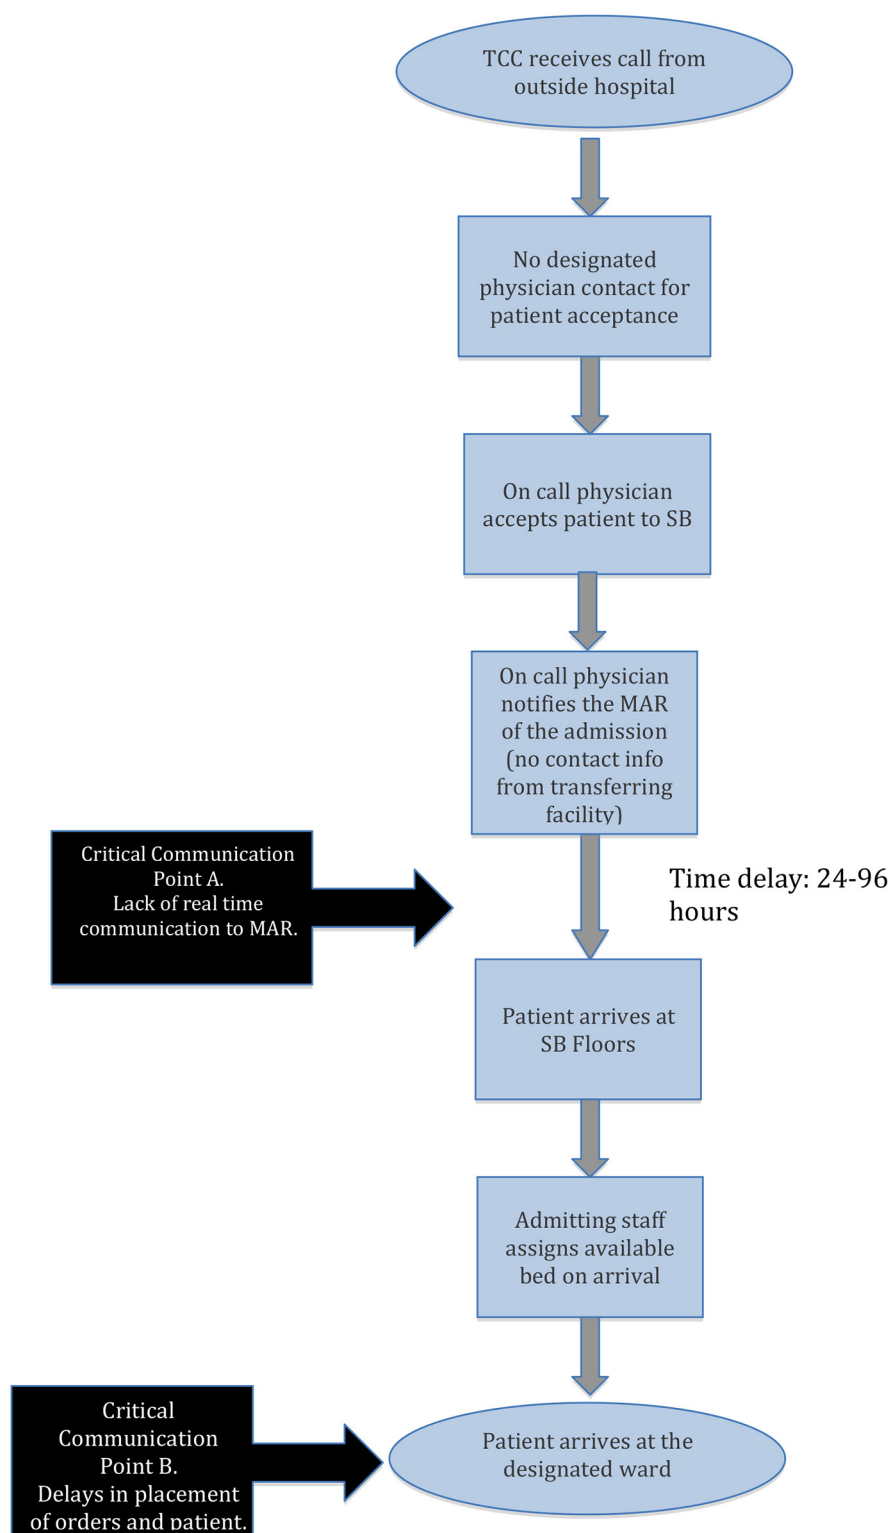 TCC receives call from
outside hospital
No designated
physician contact for
patient acceptance
On call physician
accepts patient to SB
On call physician
notifies the MAR
of the admission
(no contact info
from transferring
facility)
Critical Communication
Point A.
Lack of real time
communication to MAR.
Time delay: 24-96
hours
Patient arrives at
SB Floors
Admitting staff
assigns available
bed on arrival
Critical
Communication
Point B.
Delays in placement
of orders and patient.
Patient arrives at the
designated ward